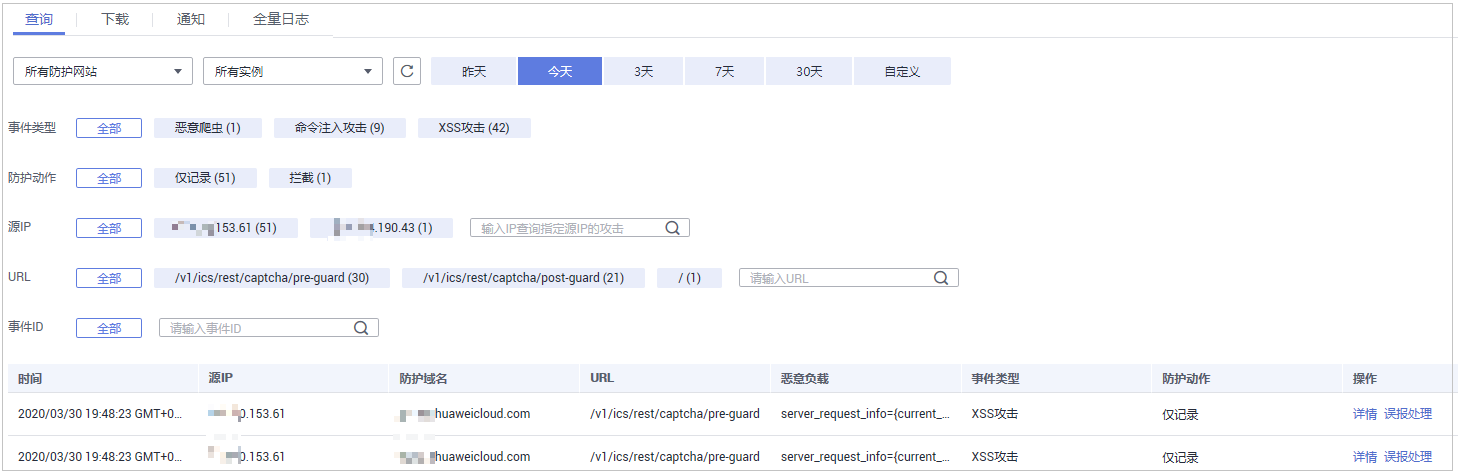 查询 下载 通知 全量日志
所有防护网站 所有实例 昨天 今天 3天 7天 30天 自定义
事件类型 全部 恶意爬虫 (1) 命令注入攻击 (9) XSS攻击 (42)
防护动作 全部 仅记录 (51) 拦截 (1)
源IP 全部 153.61 (51) .190.43 (1) 输入IP查询指定源IP的攻击
URL 全部 /v1/ics/rest/captcha/pre-guard (30) /v1/ics/rest/captcha/post-guard (21) / (1) 请输入URL
事件ID 全部 请输入事件ID
时间 源IP 防护域名 URL 恶意负载 事件类型 防护动作 操作
2020/03/30 19:48:23 GMT+0... 0.153.61 huaweicloud.com /v1/ics/rest/captcha/pre-guard server_request_info={current_... XSS攻击 仅记录 详情 误报处理
2020/03/30 19:48:23 GMT+0... 0.153.61 huaweicloud.com /v1/ics/rest/captcha/pre-guard server_request_info={current_... XSS攻击 仅记录 详情 误报处理